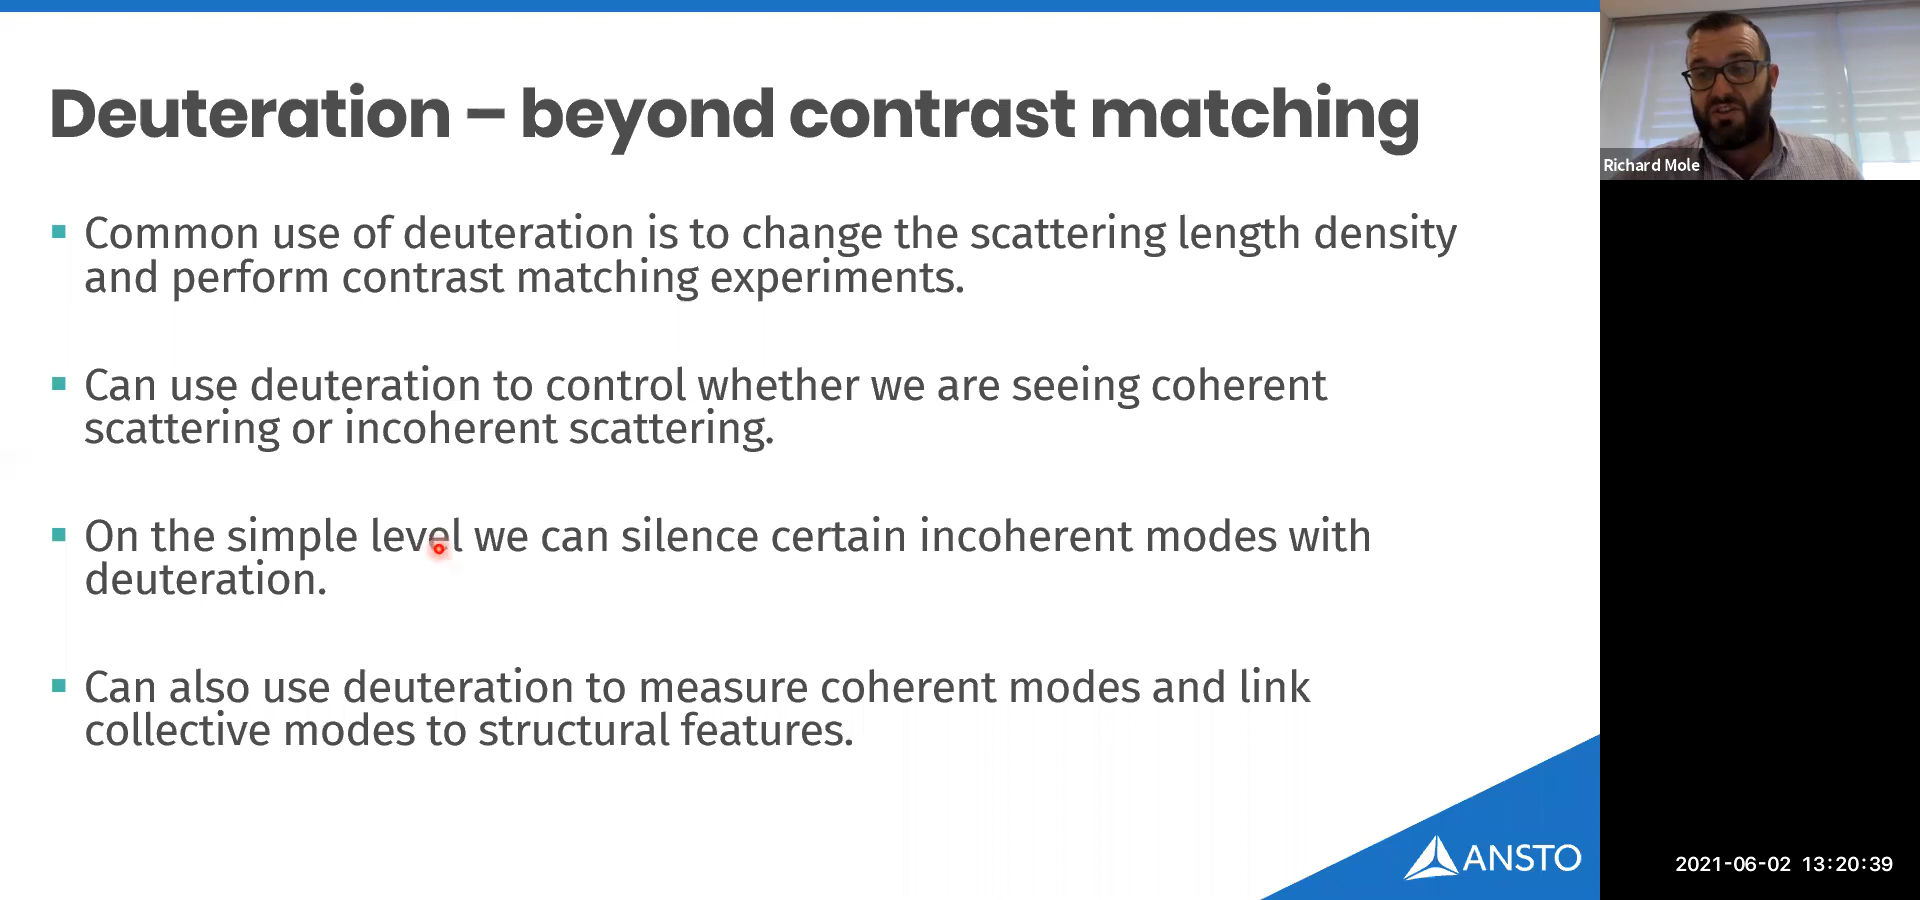 Deuteration – beyond contrast matching
Common use of deuteration is to change the scattering length density
and perform contrast matching experiments.
Can use deuteration to control whether we are seeing coherent
scattering or incoherent scattering.
On the simple level we can silence certain incoherent modes with
deuteration.
Can also use deuteration to measure coherent modes and link
collective modes to structural features.
ANSTO
Richard Mole
2021-06-02 13:20:39